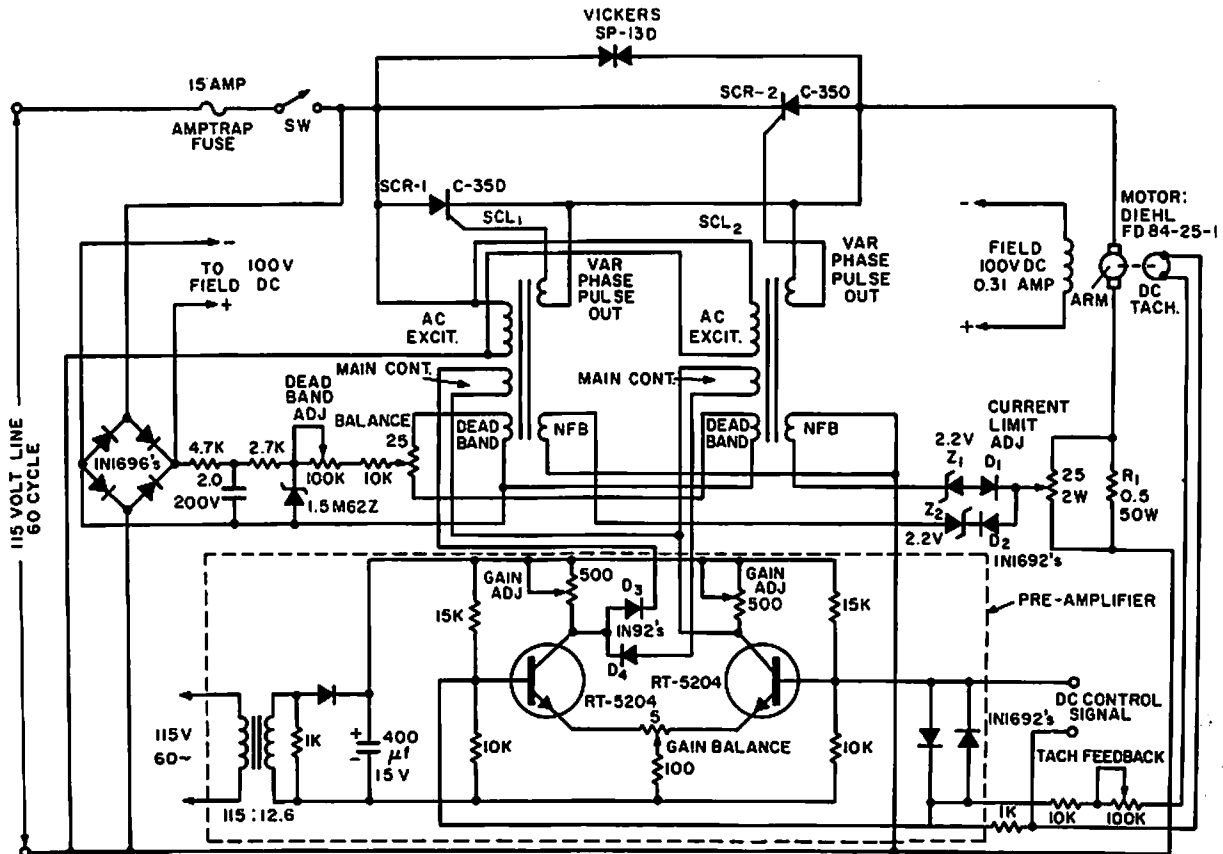 VICKERS
SP-13D
15 AMP
AMPTRAP
FUSE
SW
SCR-2
C-350
SCR-1
C-35D
SCL1
SCL2
VAR
PHASE
PULSE
OUT
VAR
PHASE
PULSE
OUT
-
TO
FIELD
100V
DC
+
AC
EXCIT.
AC
EXCIT.
MAIN CONT.
MAIN CONT.
-
FIELD
100VDC
0.31 AMP
+
MOTOR:
DIEHL
FD 84-25-1
ARM
DC
TACH.
115 VOLT LINE
60 CYCLE
DEAD
BAND
ADJ
BALANCE
25
DEAD
BAND
NFB
DEAD
BAND
NFB
CURRENT
LIMIT
ADJ
IN1696's
4.7K
2.7K
100K
10K
2.0
200V
1.5M62Z
2.2V
Z1
D1
Z2
D2
2.2V
IN1692's
25
2W
R1
0.5
50W
GAIN
ADJ
500
D3
1N92's
D4
GAIN
ADJ
500
15K
15K
PRE-AMPLIFIER
RT-5204
RT-5204
5
GAIN BALANCE
100
10K
10K
115V
60~
115:12.6
1K
+
-
400
μf
15V
IN1692's
DC CONTROL
SIGNAL
TACH FEEDBACK
1K
10K
100K